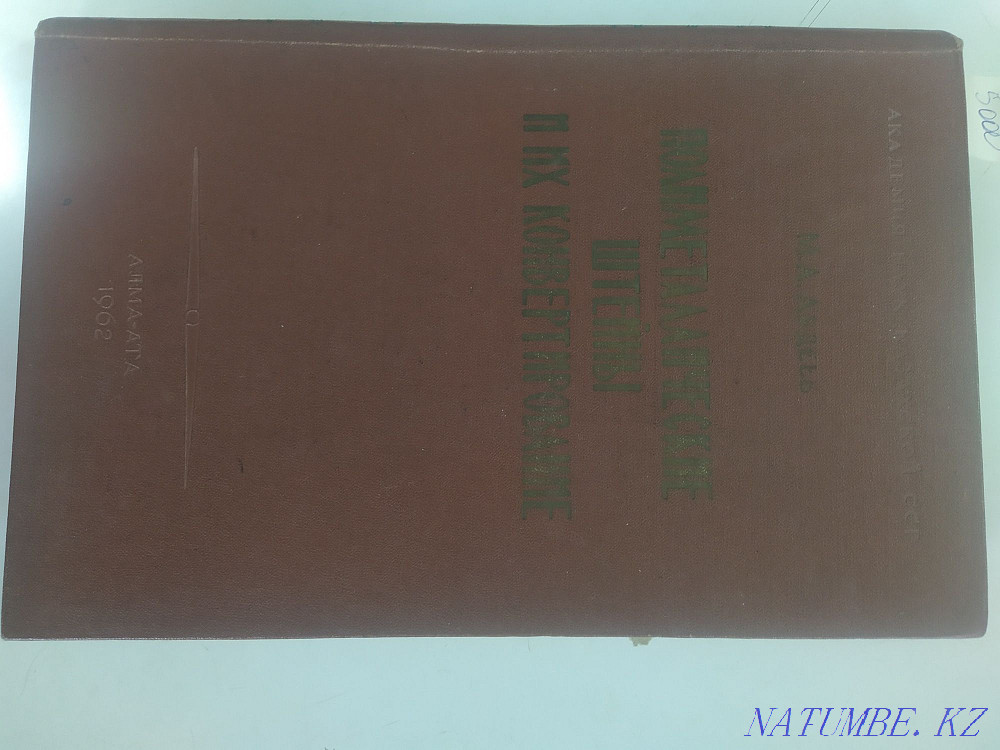 АКАДЕМИЯ НАУК КАЗАХСКОЙ ССР
ПОЛИМЕТАЛЛИЧЕСКИЕ
ШТЕЙНЫ
И ИХ КОНВЕРТИРОВАНИЕ
АЛМА-АТА
1962
5000
NATUMBE. KZ